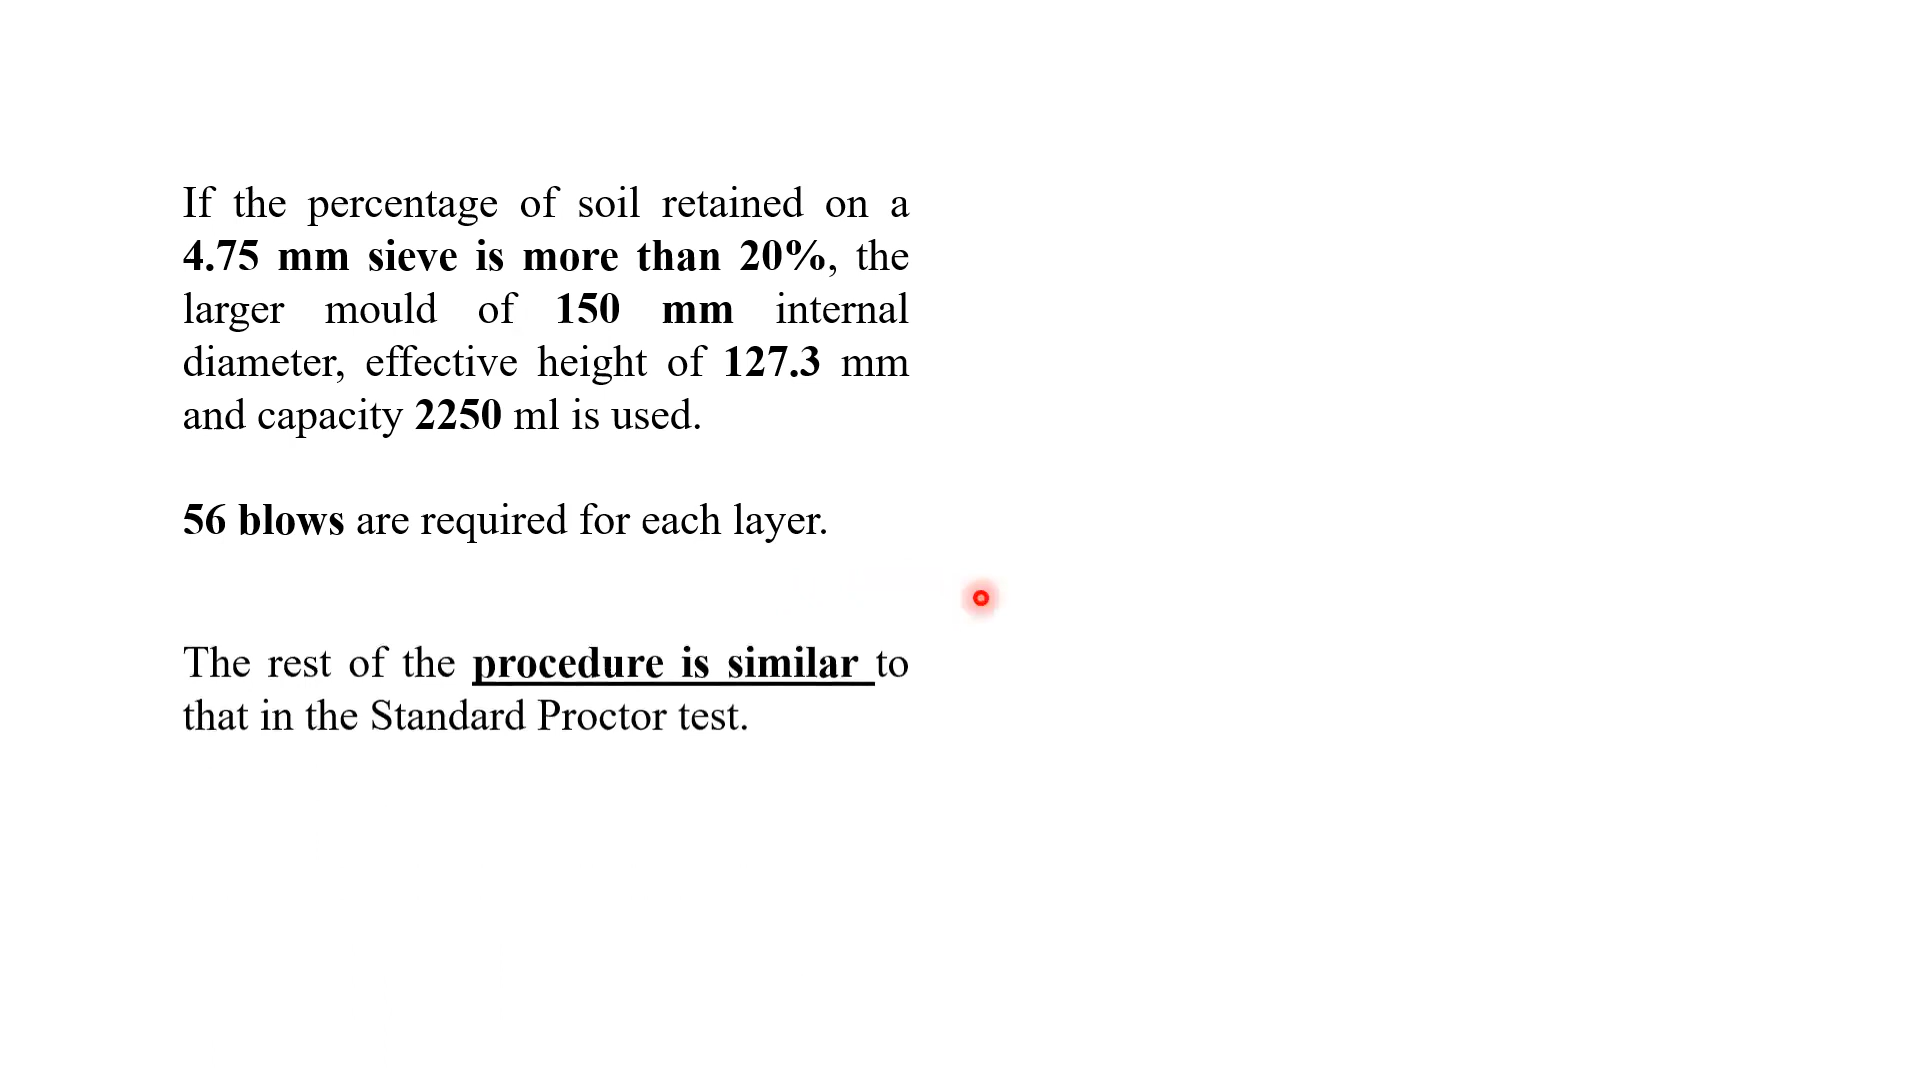 If the percentage of soil retained on a
4.75 mm sieve is more than 20%, the
larger mould of 150 mm internal
diameter, effective height of 127.3 mm
and capacity 2250 ml is used.
56 blows are required for each layer.
The rest of the procedure is similar to
that in the Standard Proctor test.